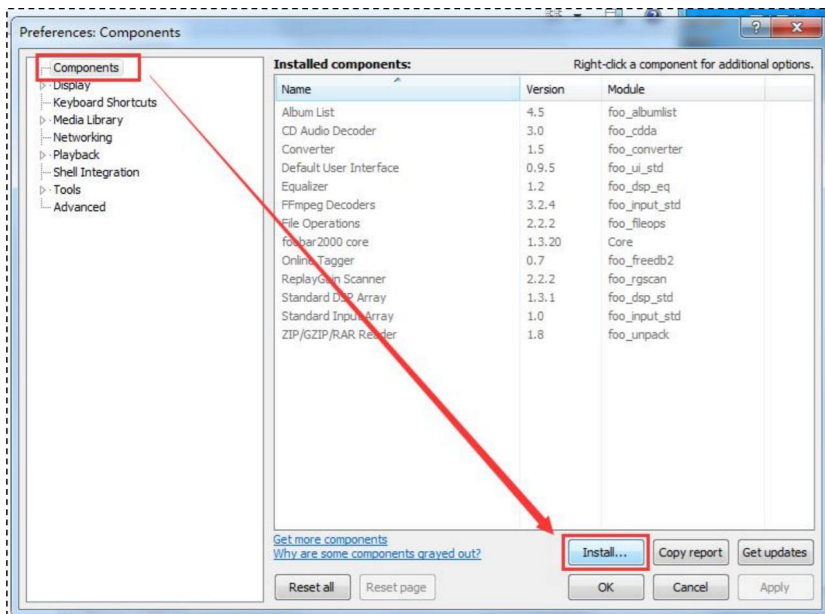 Preferences: Components
Components
Display
Keyboard Shortcuts
Media Library
Networking
Playback
Shell Integration
Tools
Advanced
Installed components: Right-click a component for additional options.
Name Version Module
Album List 4.5 foo_albumlist
CD Audio Decoder 3.0 foo_cdda
Converter 1.5 foo_converter
Default User Interface 0.9.5 foo_ui_std
Equalizer 1.2 foo_dsp_eq
FFmpeg Decoders 3.2.4 foo_input_std
File Operations 2.2.2 foo_fileops
foobar2000 core 1.3.20 Core
Online Tagger 0.7 foo_freedb2
ReplayGain Scanner 2.2.2 foo_rgscan
Standard DSP Array 1.3.1 foo_dsp_std
Standard Input Array 1.0 foo_input_std
ZIP/GZIP/RAR Reader 1.8 foo_unpack
Get more components
Why are some components grayed out?
Install... Copy report Get updates
Reset all Reset page OK Cancel Apply